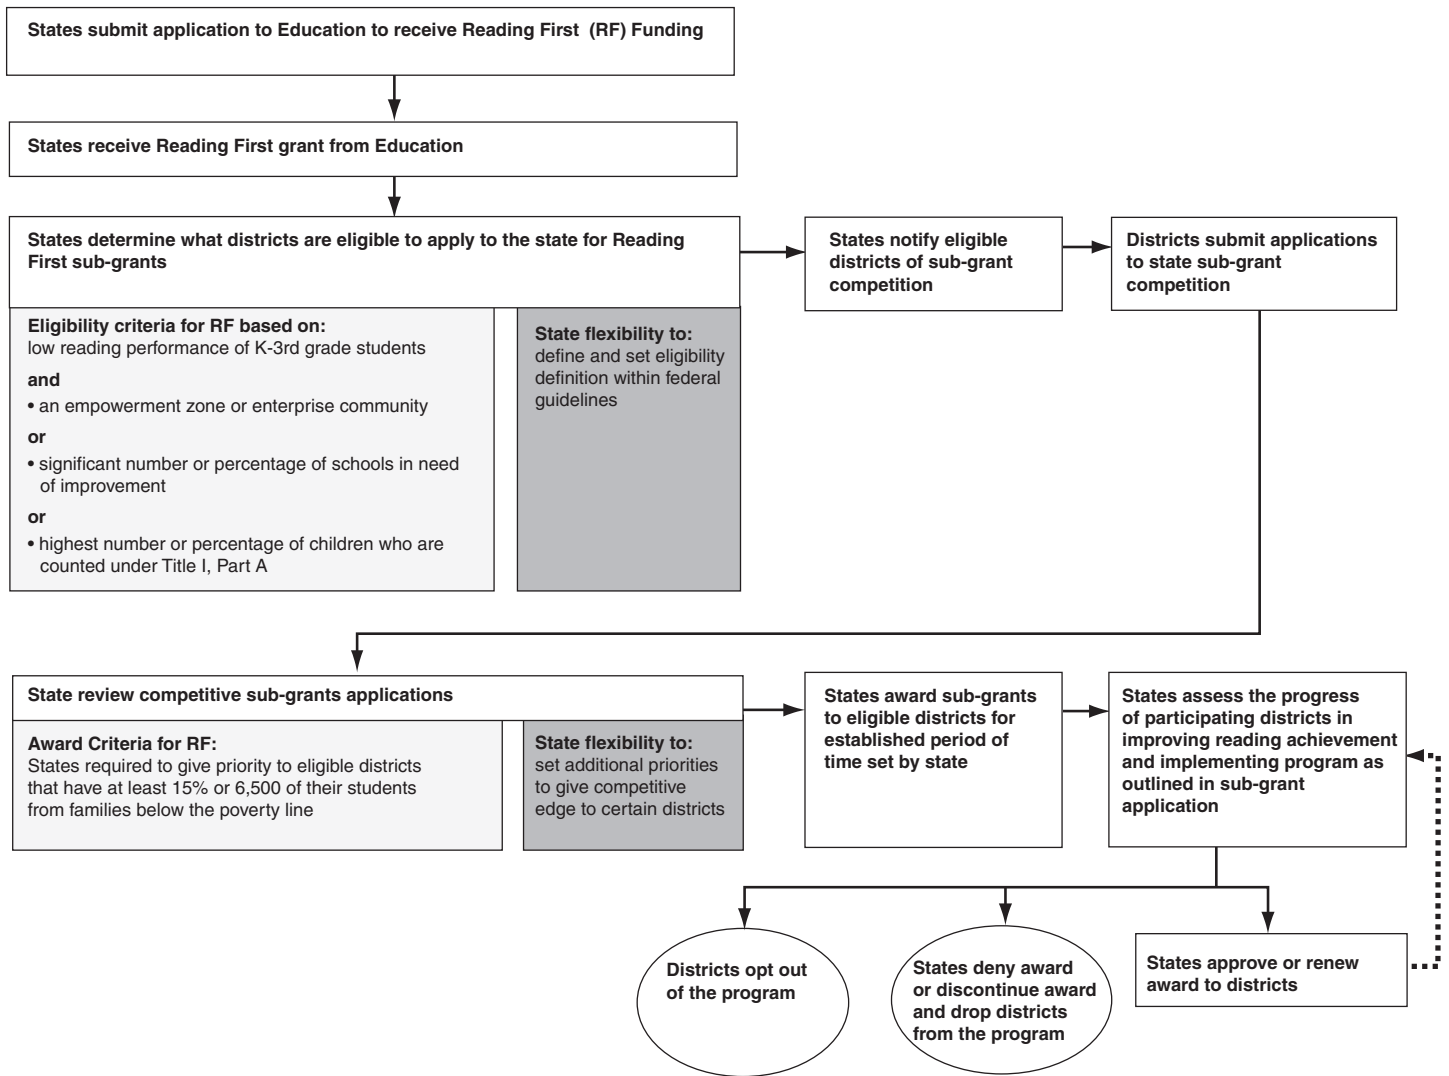 States submit application to Education to receive Reading First (RF) Funding
States receive Reading First grant from Education
States determine what districts are eligible to apply to the state for Reading
First sub-grants
Eligibility criteria for RF based on:
low reading performance of K-3rd grade students
and
• an empowerment zone or enterprise community
or
• significant number or percentage of schools in need
of improvement
or
• highest number or percentage of children who are
counted under Title I, Part A
State flexibility to:
define and set eligibility
definition within federal
guidelines
States notify eligible
districts of sub-grant
competition
Districts submit applications
to state sub-grant
competition
State review competitive sub-grants applications
Award Criteria for RF:
States required to give priority to eligible districts
that have at least 15% or 6,500 of their students
from families below the poverty line
State flexibility to:
set additional priorities
to give competitive
edge to certain districts
States award sub-grants
to eligible districts for
established period of
time set by state
States assess the progress
of participating districts in
improving reading achievement
and implementing program as
outlined in sub-grant
application
Districts opt out
of the program
States deny award
or discontinue award
and drop districts
from the program
States approve or renew
award to districts